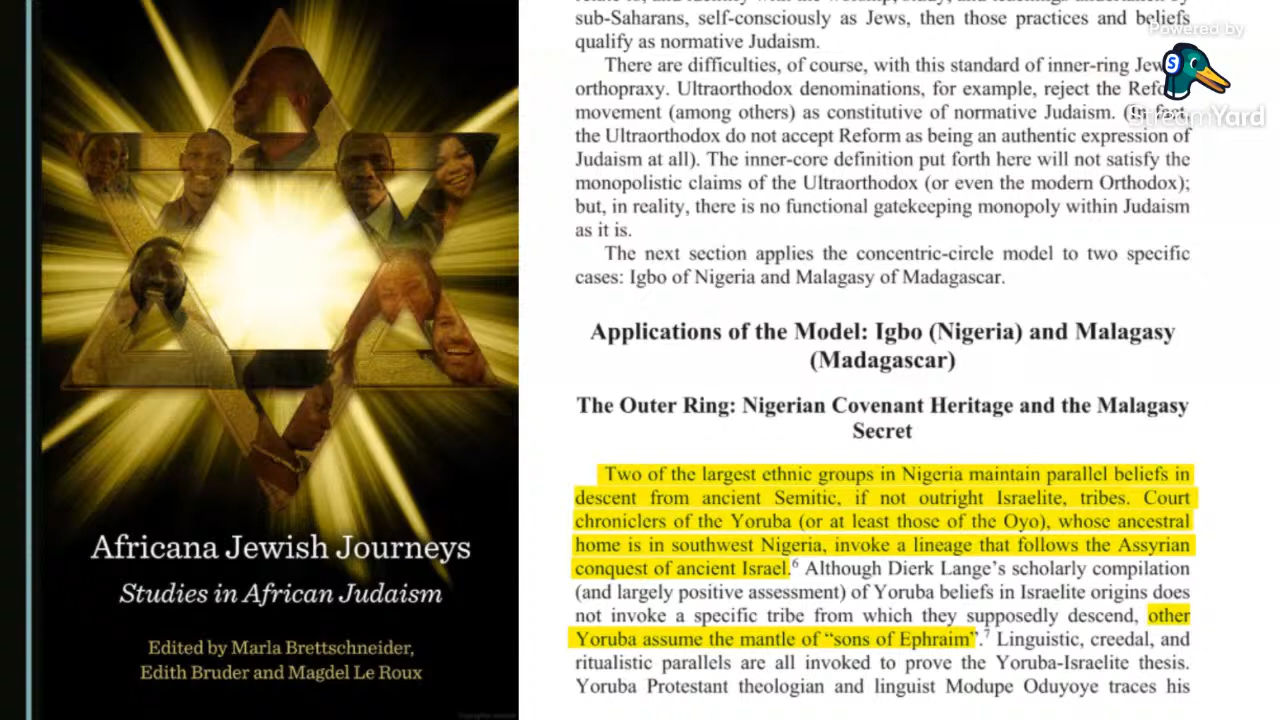 Africana Jewish Journeys
Studies in African Judaism
Edited by Marla Brettschneider,
Edith Bruder and Magdel Le Roux
sub-Saharans, self-consciously as Jews, then those practices and beliefs
qualify as normative Judaism.
There are difficulties, of course, with this standard of inner-ring
orthopraxy. Ultraorthodox denominations, for example, reject the
movement (among others) as constitutive of normative Judaism. (In fact,
the Ultraorthodox do not accept Reform as being an authentic expression of
Judaism at all). The inner-core definition put forth here will not satisfy the
monopolistic claims of the Ultraorthodox (or even the modern Orthodox);
but, in reality, there is no functional gatekeeping monopoly within Judaism
as it is.
The next section applies the concentric-circle model to two specific
cases: Igbo of Nigeria and Malagasy of Madagascar.
Applications of the Model: Igbo (Nigeria) and Malagasy
(Madagascar)
The Outer Ring: Nigerian Covenant Heritage and the Malagasy
Secret
Two of the largest ethnic groups in Nigeria maintain parallel beliefs in
descent from ancient Semitic, if not outright Israelite, tribes. Court
chroniclers of the Yoruba (or at least those of the Oyo), whose ancestral
home is in southwest Nigeria, invoke a lineage that follows the Assyrian
conquest of ancient Israel.6 Although Dierk Lange's scholarly compilation
(and largely positive assessment) of Yoruba beliefs in Israelite origins does
not invoke a specific tribe from which they supposedly descend, other
Yoruba assume the mantle of “sons of Ephraim”.7 Linguistic, creedal, and
ritualistic parallels are all invoked to prove the Yoruba-Israelite thesis.
Yoruba Protestant theologian and linguist Modupe Oduyoye traces his
Powered by
S
StreamYard